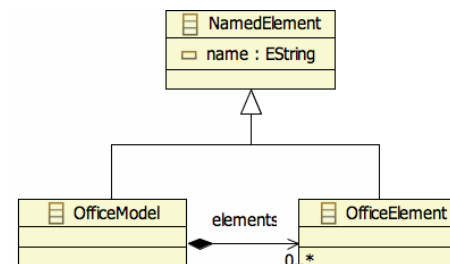 NamedElement
name : EString
OfficeModel
elements
OfficeElement
0
*